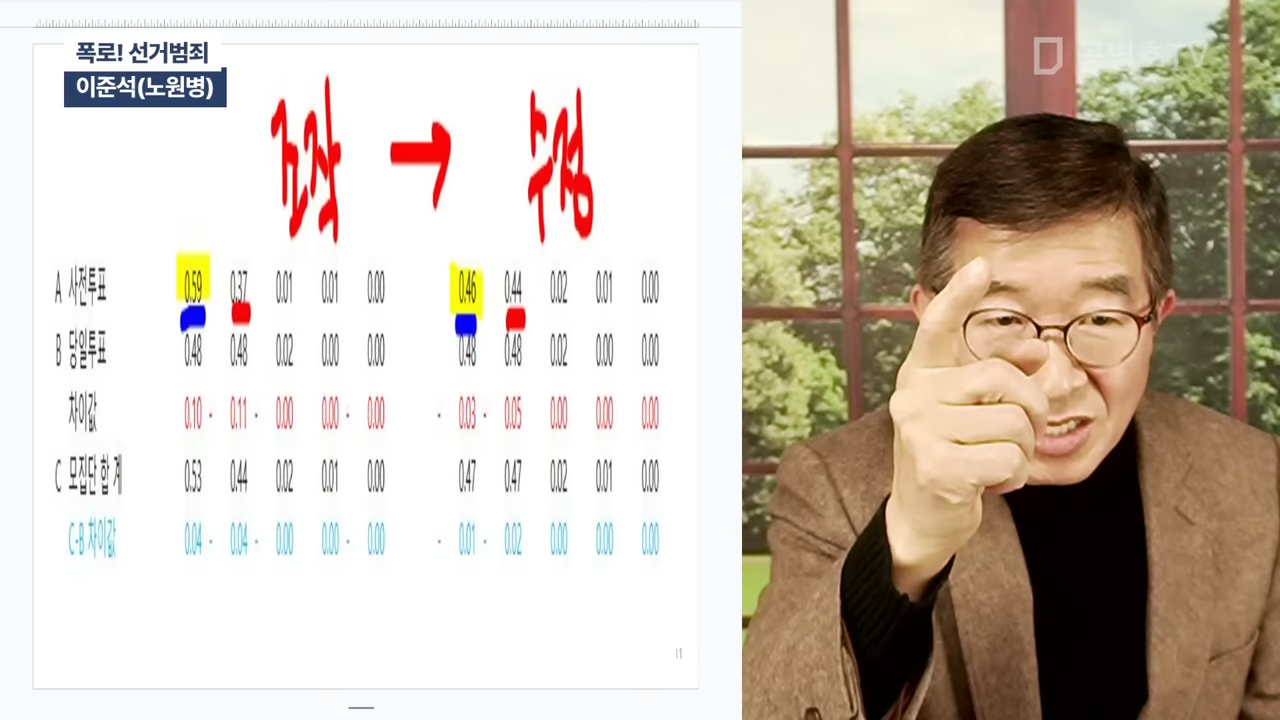 폭로! 선거범죄
이준석(노원병)
공병호TV
조작 → 수정
A 사전투표 0.59 0.37 0.01 0.01 0.00 0.46 0.44 0.02 0.01 0.00
B 당일투표 0.48 0.48 0.02 0.00 0.00 0.48 0.48 0.02 0.00 0.00
차이값 0.10 - 0.11 - 0.00 0.00 - 0.00 - 0.03 - 0.05 0.00 0.00 0.00
C 모집단 합 계 0.53 0.44 0.02 0.01 0.00 0.47 0.47 0.02 0.01 0.00
C-B 차이값 0.04 - 0.04 - 0.00 0.00 - 0.00 - 0.01 - 0.02 0.00 0.00 0.00
11